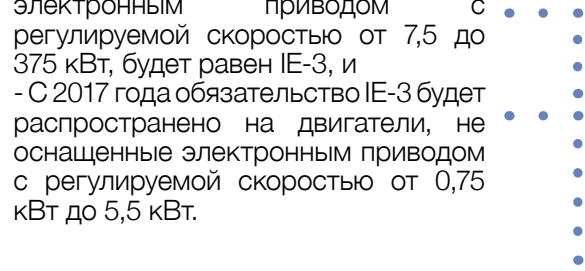 электронным приводом с
регулируемой скоростью от 7,5 до
375 кВт, будет равен IE-3, и
- С 2017 года обязательство IE-3 будет
распространено на двигатели, не
оснащенные электронным приводом
с регулируемой скоростью от 0,75
кВт до 5,5 кВт.